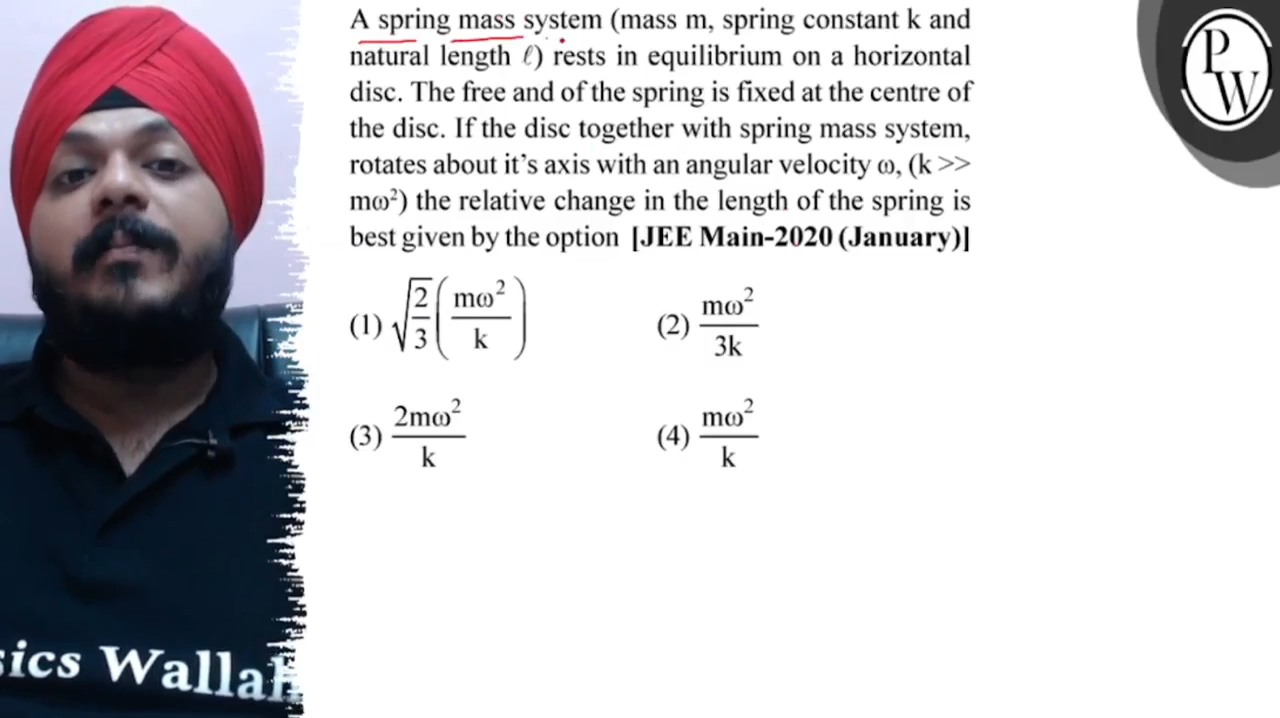 A spring mass system (mass m, spring constant k and
natural length ℓ) rests in equilibrium on a horizontal
disc. The free and of the spring is fixed at the centre of
the disc. If the disc together with spring mass system,
rotates about it's axis with an angular velocity ω, (k >>
mω²) the relative change in the length of the spring is
best given by the option [JEE Main-2020 (January)]
(1) √(2/3) (mω²/k) (2) mω²/3k
(3) 2mω²/k (4) mω²/k
P
W
sics Wallah